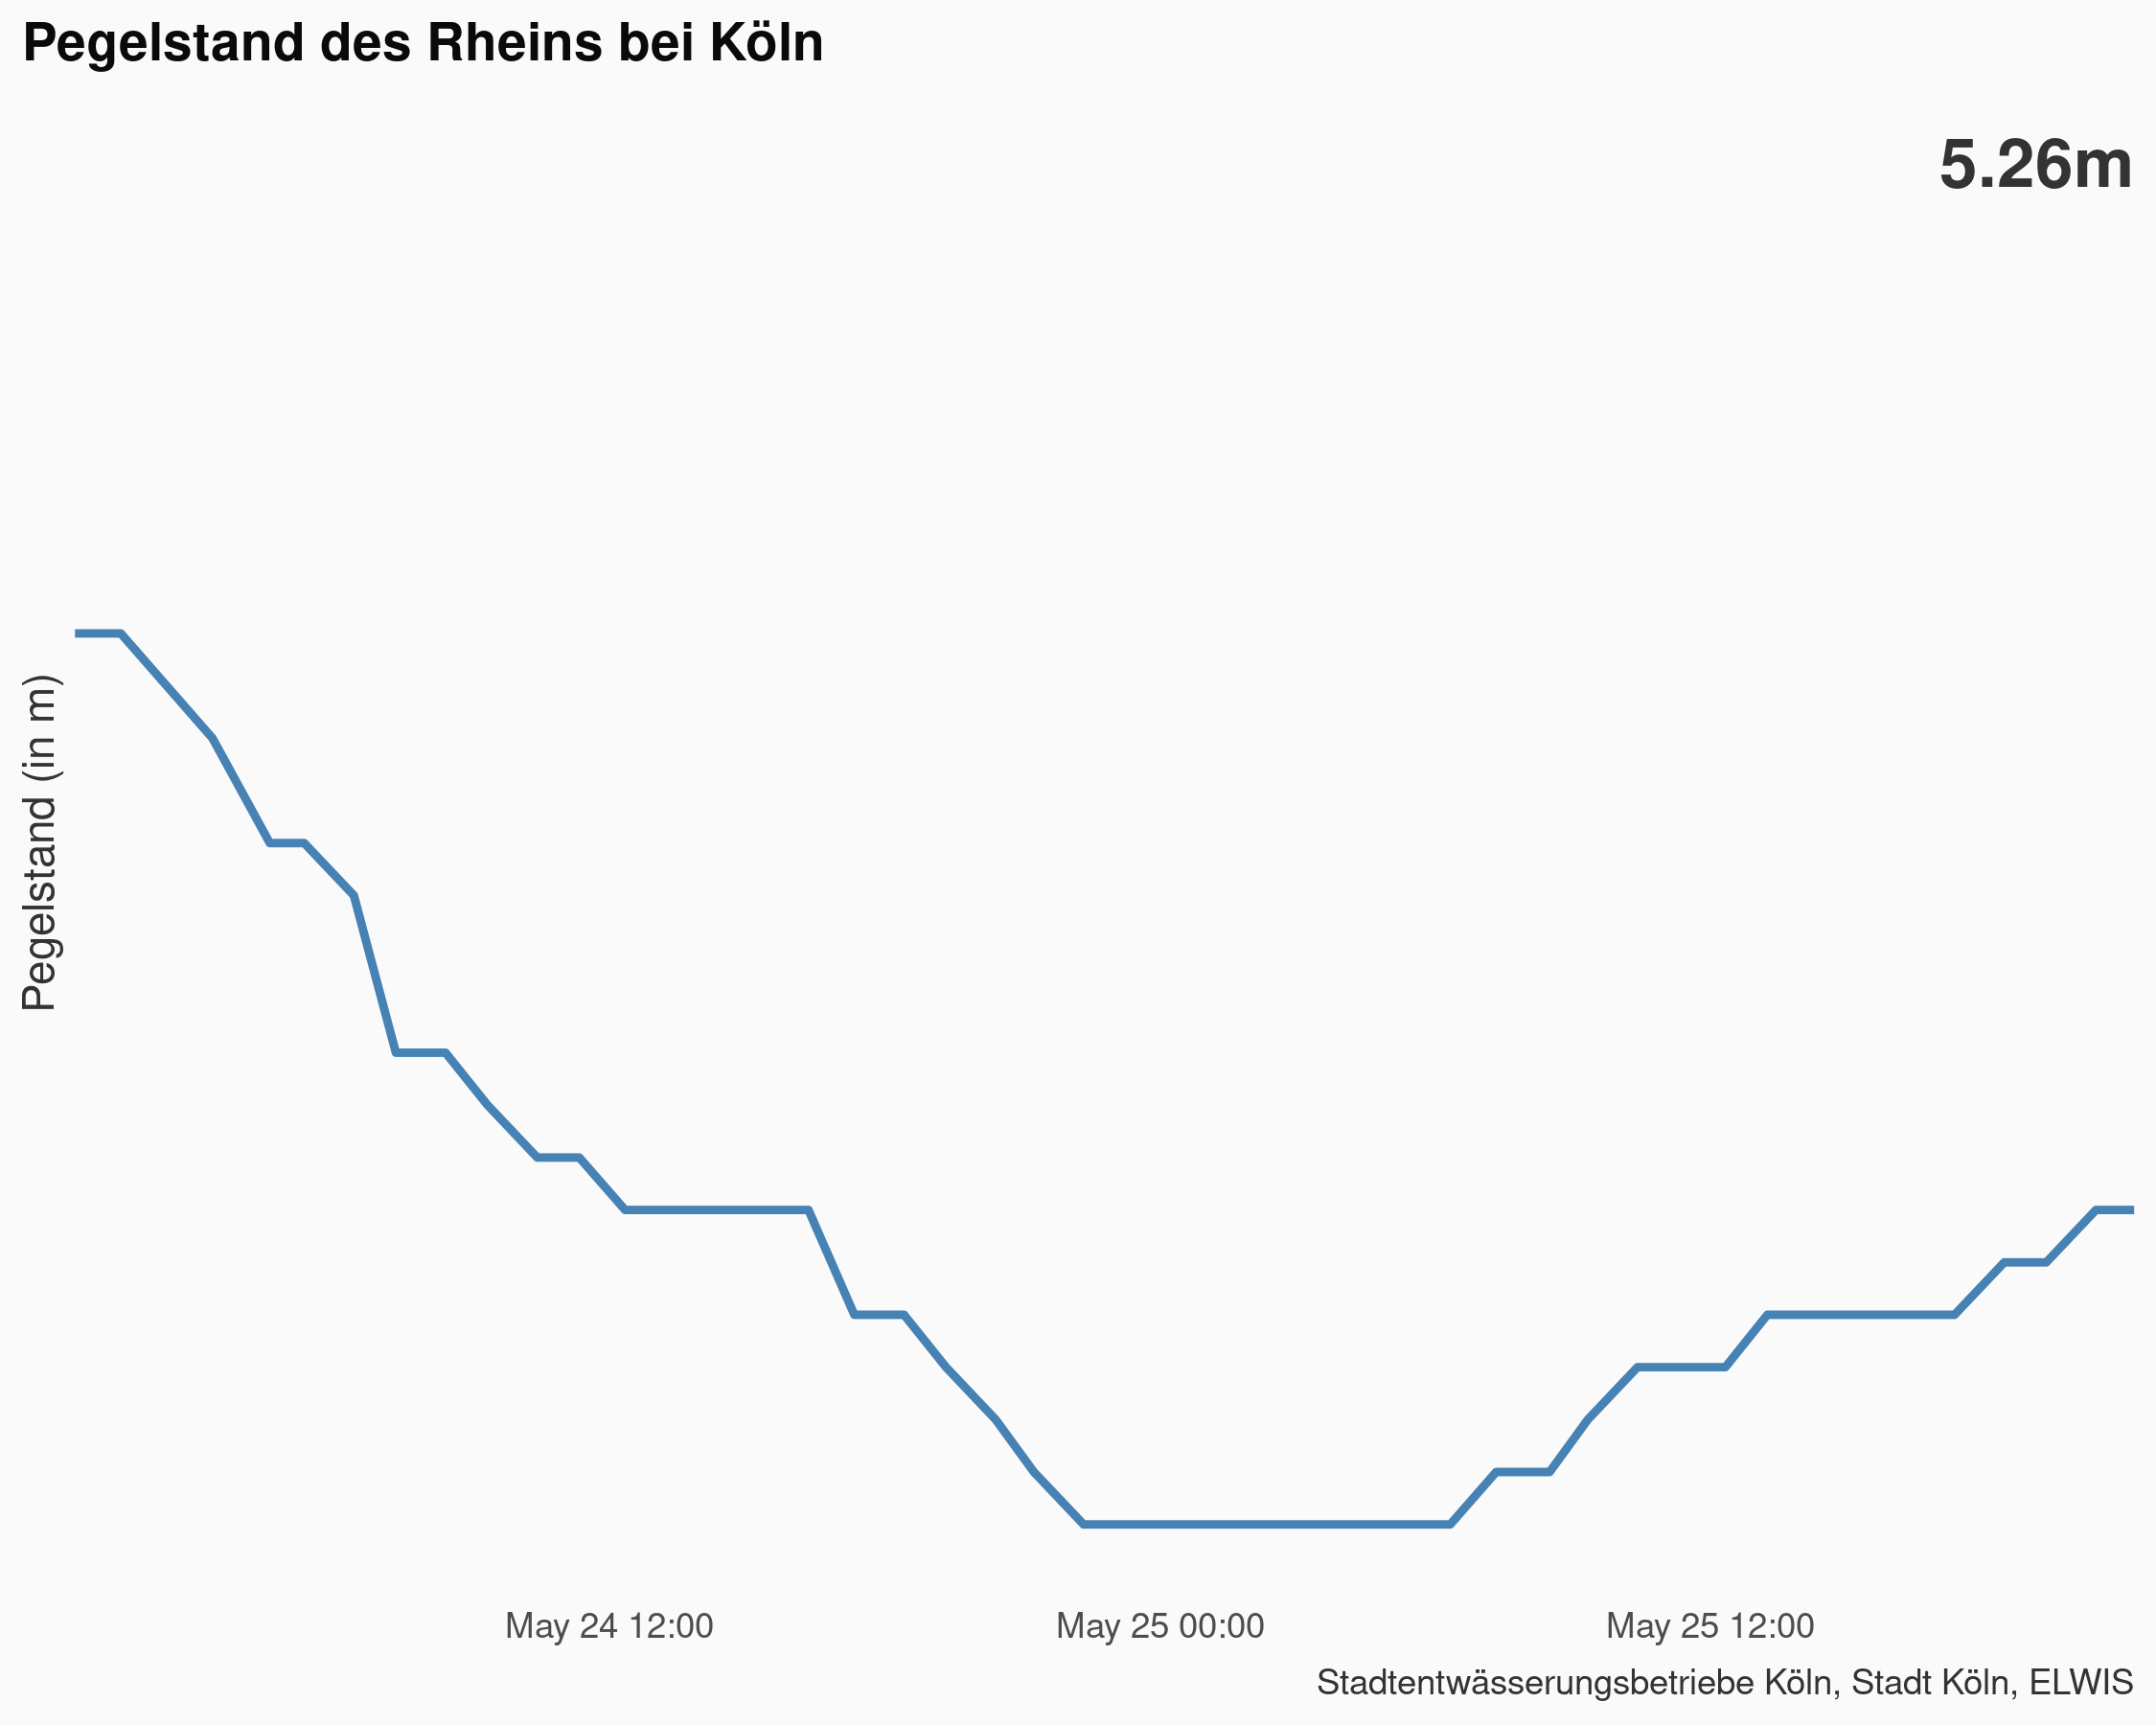 Pegelstand des Rheins bei Köln
5.26m
Pegelstand (in m)
May 24 12:00
May 25 00:00
May 25 12:00
Stadtentwässerungsbetriebe Köln, Stadt Köln, ELWIS